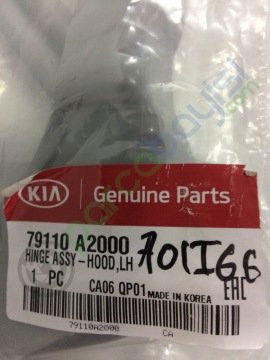 KIA Genuine Parts
79110 A2000
701IG6
HINGE ASSY-HOOD,LH
1 PC CA06 QP01 MADE IN KOREA
EAC
79110A2000 CA